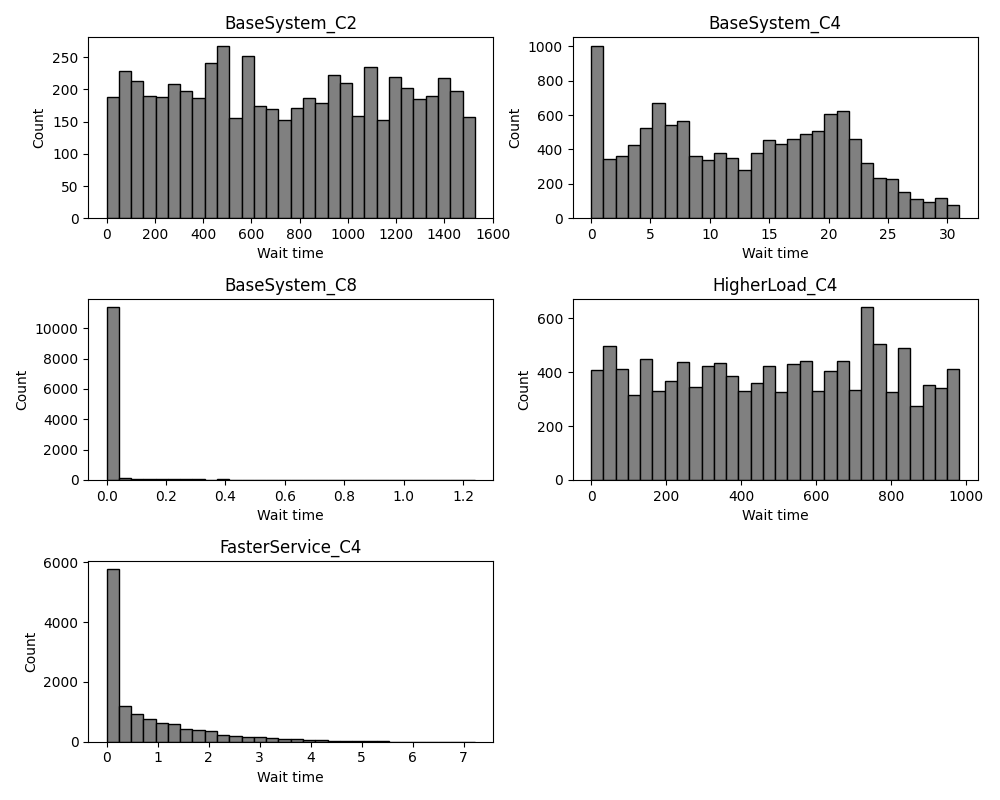 BaseSystem_C2
Count
250
200
150
100
50
0
0 200 400 600 800 1000 1200 1400 1600
Wait time
BaseSystem_C4
Count
1000
800
600
400
200
0
0 5 10 15 20 25 30
Wait time
BaseSystem_C8
Count
10000
8000
6000
4000
2000
0
0.0 0.2 0.4 0.6 0.8 1.0 1.2
Wait time
HigherLoad_C4
Count
600
400
200
0
0 200 400 600 800 1000
Wait time
FasterService_C4
Count
6000
4000
2000
0
0 1 2 3 4 5 6 7
Wait time